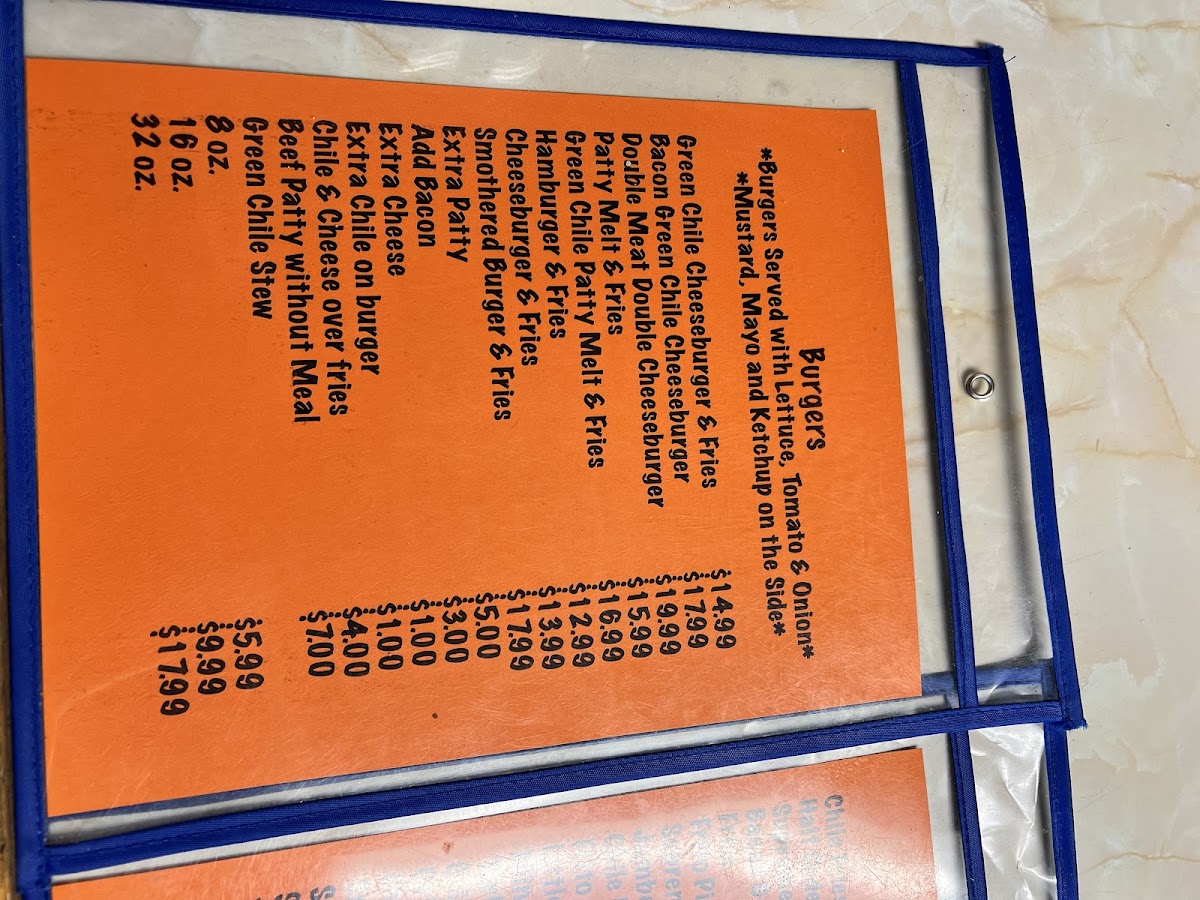 Burgers
*Burgers Served with Lettuce, Tomato & Onion*
*Mustard, Mayo and Ketchup on the Side*
Green Chile Cheeseburger & Fries $14.99
Bacon Green Chile Cheeseburger $17.99
Double Meat Double Cheeseburger $19.99
Patty Melt & Fries $15.99
Green Chile Patty Melt & Fries $16.99
Hamburger & Fries $12.99
Cheeseburger & Fries $13.99
Smothered Burger & Fries $17.99
Extra Patty $5.00
Add Bacon $3.00
Extra Cheese $1.00
Extra Chile on burger $1.00
Chile & Cheese over fries $4.00
Beef Patty without Meal $7.00
Green Chile Stew
8 oz. $5.99
16 oz. $9.99
32 oz. $17.99